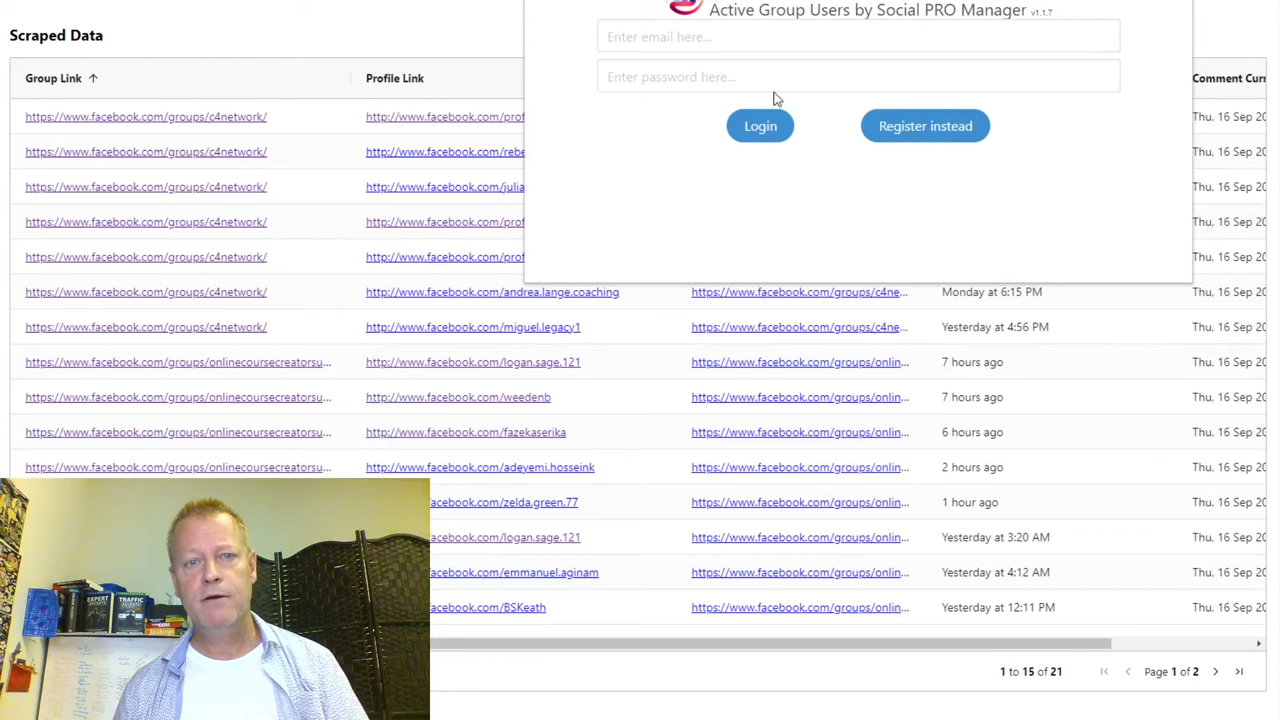 Active Group Users by Social PRO Manager v1.1.7
Enter email here...
Enter password here...
Login Register instead
Scraped Data
Group Link Profile Link Comment Curr
https://www.facebook.com/groups/c4network/ http://www.facebook.com/prof Thu, 16 Sep 20
https://www.facebook.com/groups/c4network/ http://www.facebook.com/rebe Thu, 16 Sep 20
https://www.facebook.com/groups/c4network/ http://www.facebook.com/julia Thu, 16 Sep 20
https://www.facebook.com/groups/c4network/ http://www.facebook.com/prof Thu, 16 Sep 20
https://www.facebook.com/groups/c4network/ http://www.facebook.com/prof Thu, 16 Sep 20
https://www.facebook.com/groups/c4network/ http://www.facebook.com/andrea.lange.coaching https://www.facebook.com/groups/c4ne... Monday at 6:15 PM Thu, 16 Sep 20
https://www.facebook.com/groups/c4network/ http://www.facebook.com/miguel.legacy1 https://www.facebook.com/groups/c4ne... Yesterday at 4:56 PM Thu, 16 Sep 20
https://www.facebook.com/groups/onlinecoursecreatorsu... http://www.facebook.com/logan.sage.121 https://www.facebook.com/groups/onlin... 7 hours ago Thu, 16 Sep 20
https://www.facebook.com/groups/onlinecoursecreatorsu... http://www.facebook.com/weedenb https://www.facebook.com/groups/onlin... 7 hours ago Thu, 16 Sep 20
https://www.facebook.com/groups/onlinecoursecreatorsu... http://www.facebook.com/fazekaserika https://www.facebook.com/groups/onlin... 6 hours ago Thu, 16 Sep 20
https://www.facebook.com/groups/onlinecoursecreatorsu... http://www.facebook.com/adeyemi.hosseink https://www.facebook.com/groups/onlin... 2 hours ago Thu, 16 Sep 20
facebook.com/zelda.green.77 https://www.facebook.com/groups/onlin... 1 hour ago Thu, 16 Sep 20
facebook.com/logan.sage.121 https://www.facebook.com/groups/onlin... Yesterday at 3:20 AM Thu, 16 Sep 20
facebook.com/emmanuel.aginam https://www.facebook.com/groups/onlin... Yesterday at 4:12 AM Thu, 16 Sep 20
facebook.com/BSKeath https://www.facebook.com/groups/onlin... Yesterday at 12:11 PM Thu, 16 Sep 20
1 to 15 of 21 Page 1 of 2
EXPERT SECRETS
TRAFFIC SECRETS